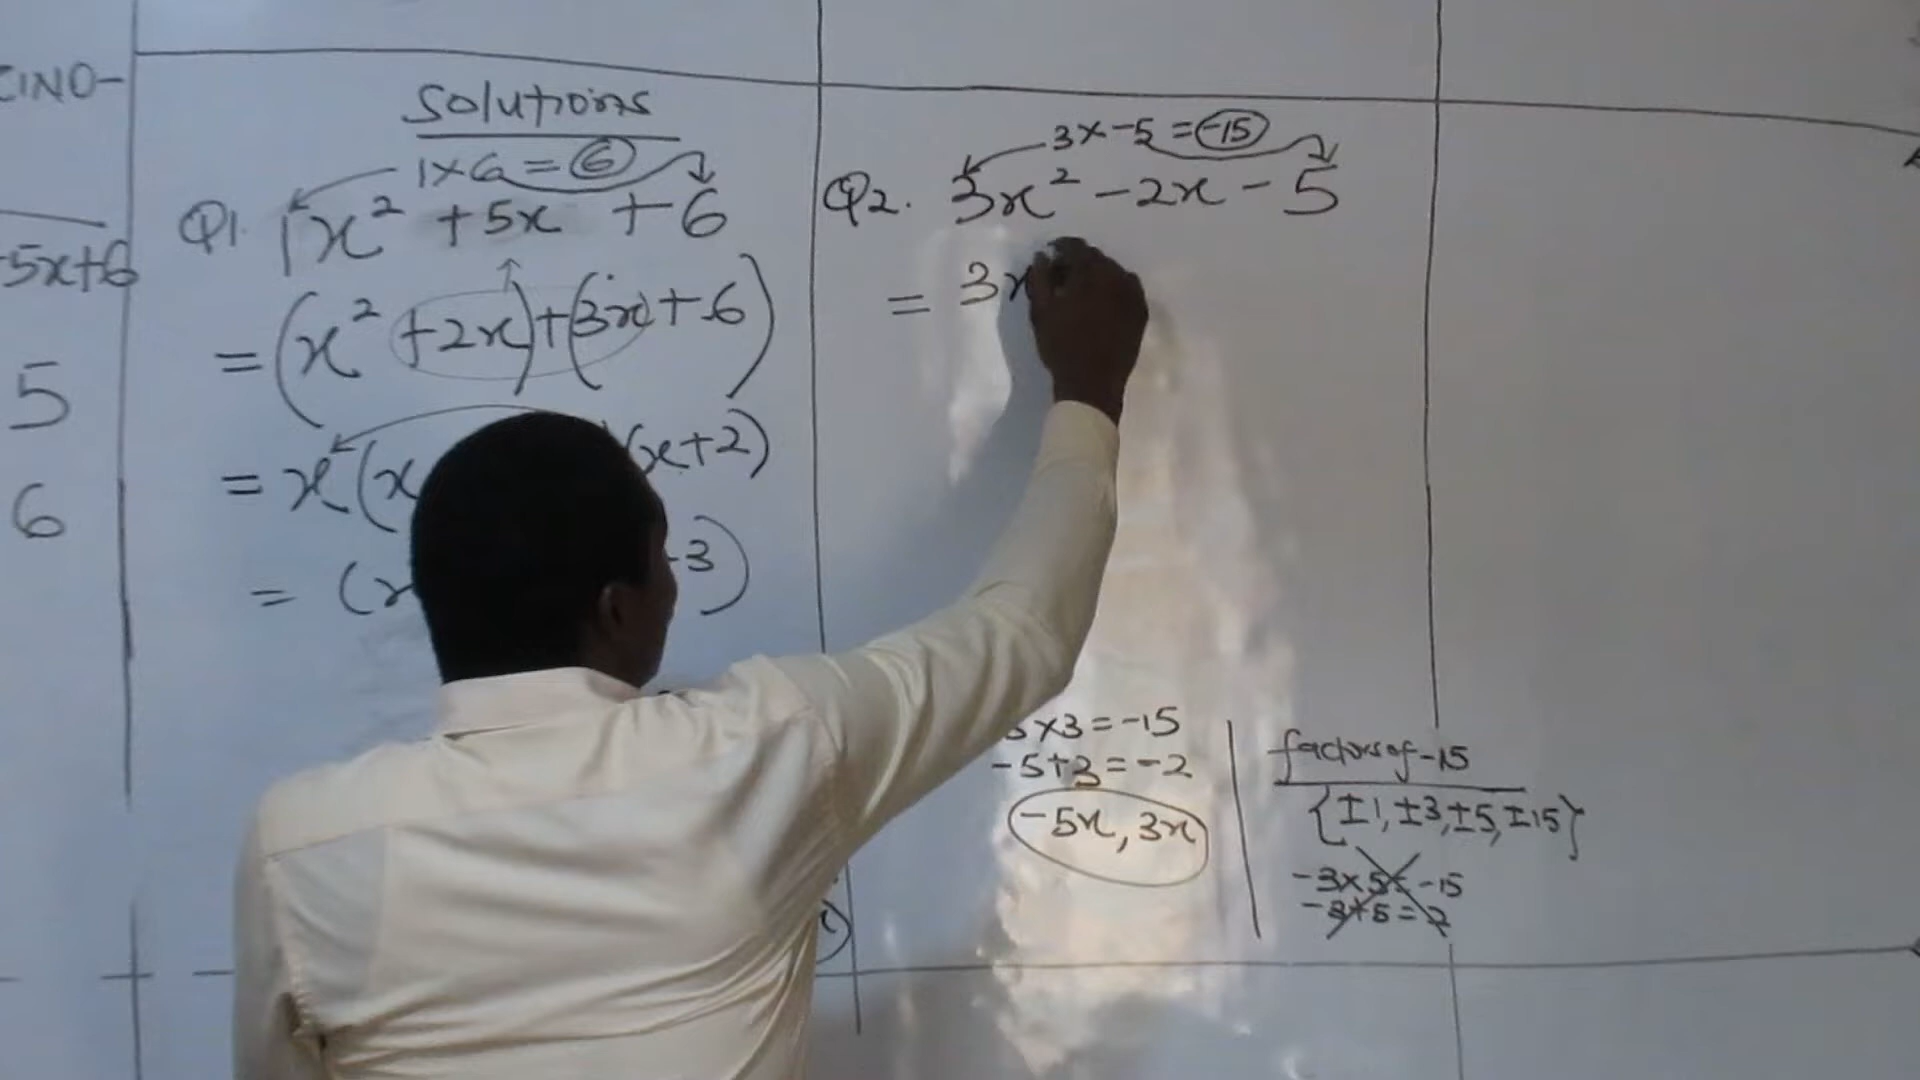 CINO-
5x+6
5
6
Solutions
1×6 = 6
Q1. 1x² +5x +6
= (x² +2x)+(3x+6)
= x(x (x+2)
= (x 3)
3×-5 = -15
Q2. 3x² -2x - 5
= 3x
×3=-15
-5+3=-2
-5x, 3x
factors of -15
{±1, ±3, ±5, ±15}
-3×5=-15
-3+5=2